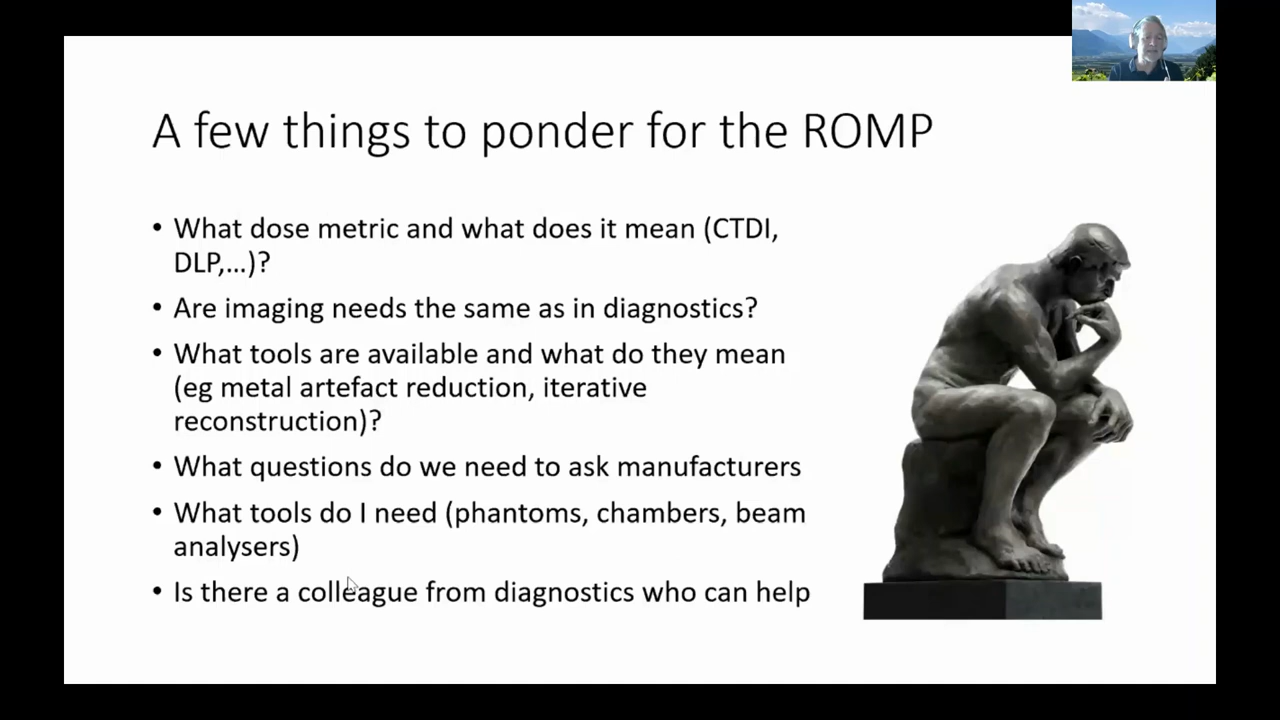 A few things to ponder for the ROMP
• What dose metric and what does it mean (CTDI,
DLP,...)?
• Are imaging needs the same as in diagnostics?
• What tools are available and what do they mean
(eg metal artefact reduction, iterative
reconstruction)?
• What questions do we need to ask manufacturers
• What tools do I need (phantoms, chambers, beam
analysers)
• Is there a colleague from diagnostics who can help